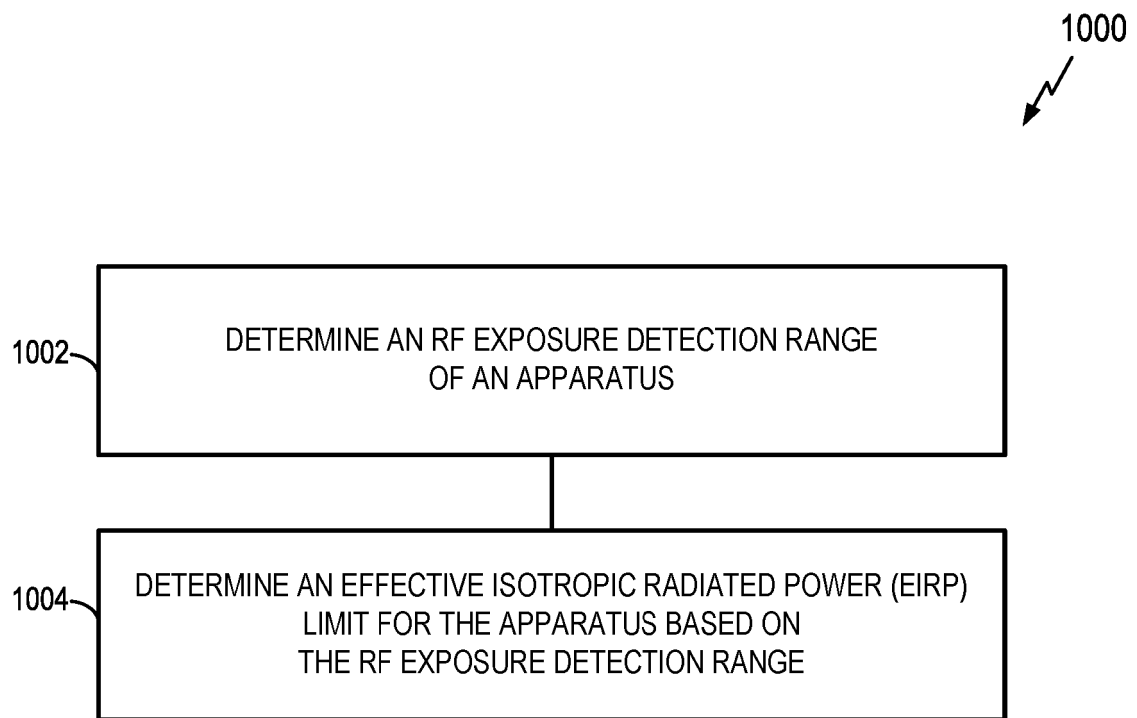 1000
1002
DETERMINE AN RF EXPOSURE DETECTION RANGE
OF AN APPARATUS
1004
DETERMINE AN EFFECTIVE ISOTROPIC RADIATED POWER (EIRP)
LIMIT FOR THE APPARATUS BASED ON
THE RF EXPOSURE DETECTION RANGE